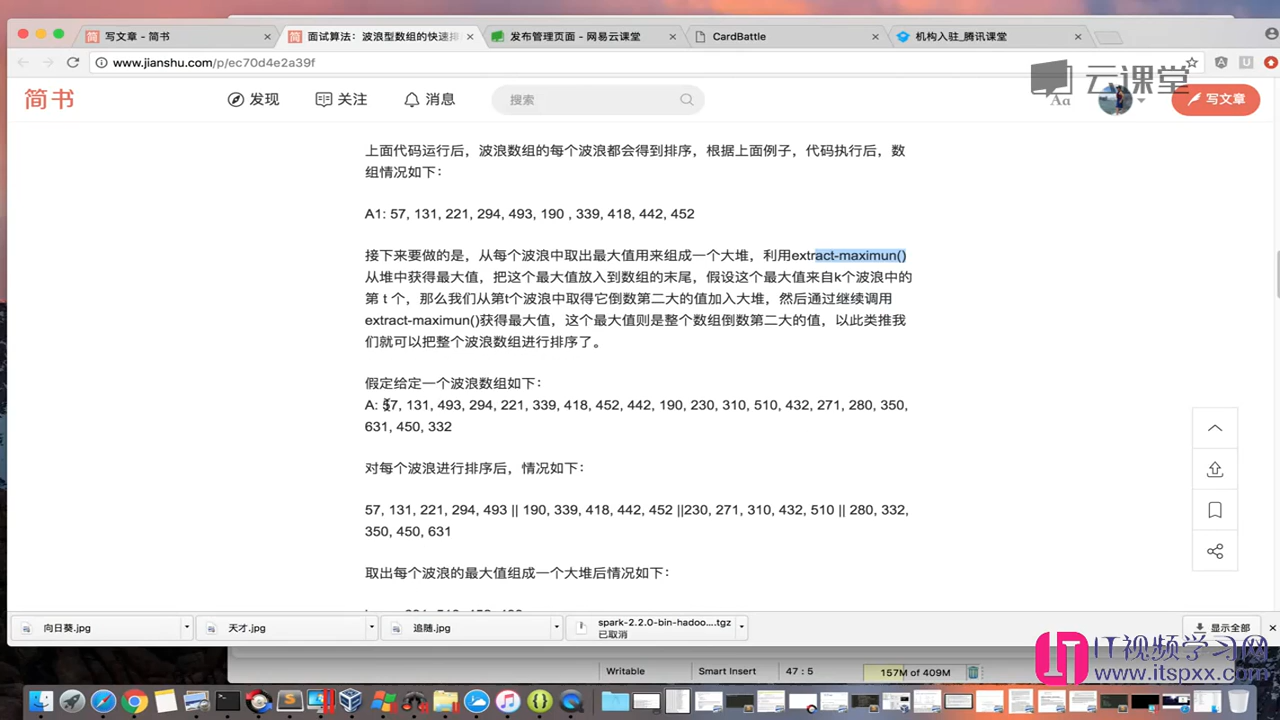 写文章 - 简书
面试算法：波浪型数组的快速排
发布管理页面 - 网易云课堂
CardBattle
机构入驻_腾讯课堂
www.jianshu.com/p/ec70d4e2a39f
云课堂
简书
发现
关注
消息
搜索
Aa
写文章
上面代码运行后，波浪数组的每个波浪都会得到排序，根据上面例子，代码执行后，数
组情况如下：
A1: 57, 131, 221, 294, 493, 190 , 339, 418, 442, 452
接下来要做的是，从每个波浪中取出最大值用来组成一个大堆，利用extract-maximun()
从堆中获得最大值，把这个最大值放入到数组的末尾，假设这个最大值来自k个波浪中的
第 t 个，那么我们从第t个波浪中取得它倒数第二大的值加入大堆，然后通过继续调用
extract-maximun()获得最大值，这个最大值则是整个数组倒数第二大的值，以此类推我
们就可以把整个波浪数组进行排序了。
假定给定一个波浪数组如下：
A: 57, 131, 493, 294, 221, 339, 418, 452, 442, 190, 230, 310, 510, 432, 271, 280, 350,
631, 450, 332
对每个波浪进行排序后，情况如下：
57, 131, 221, 294, 493 || 190, 339, 418, 442, 452 ||230, 271, 310, 432, 510 || 280, 332,
350, 450, 631
取出每个波浪的最大值组成一个大堆后情况如下：
向日葵.jpg
天才.jpg
追随.jpg
spark-2.2.0-bin-hadoo....tgz
已取消
显示全部
Writable
Smart Insert
47 : 5
157M of 409M
IT视频学习网
www.itspxx.com